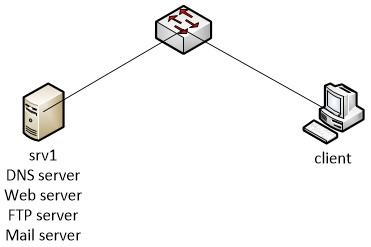 srv1
DNS server
Web server
FTP server
Mail server
client